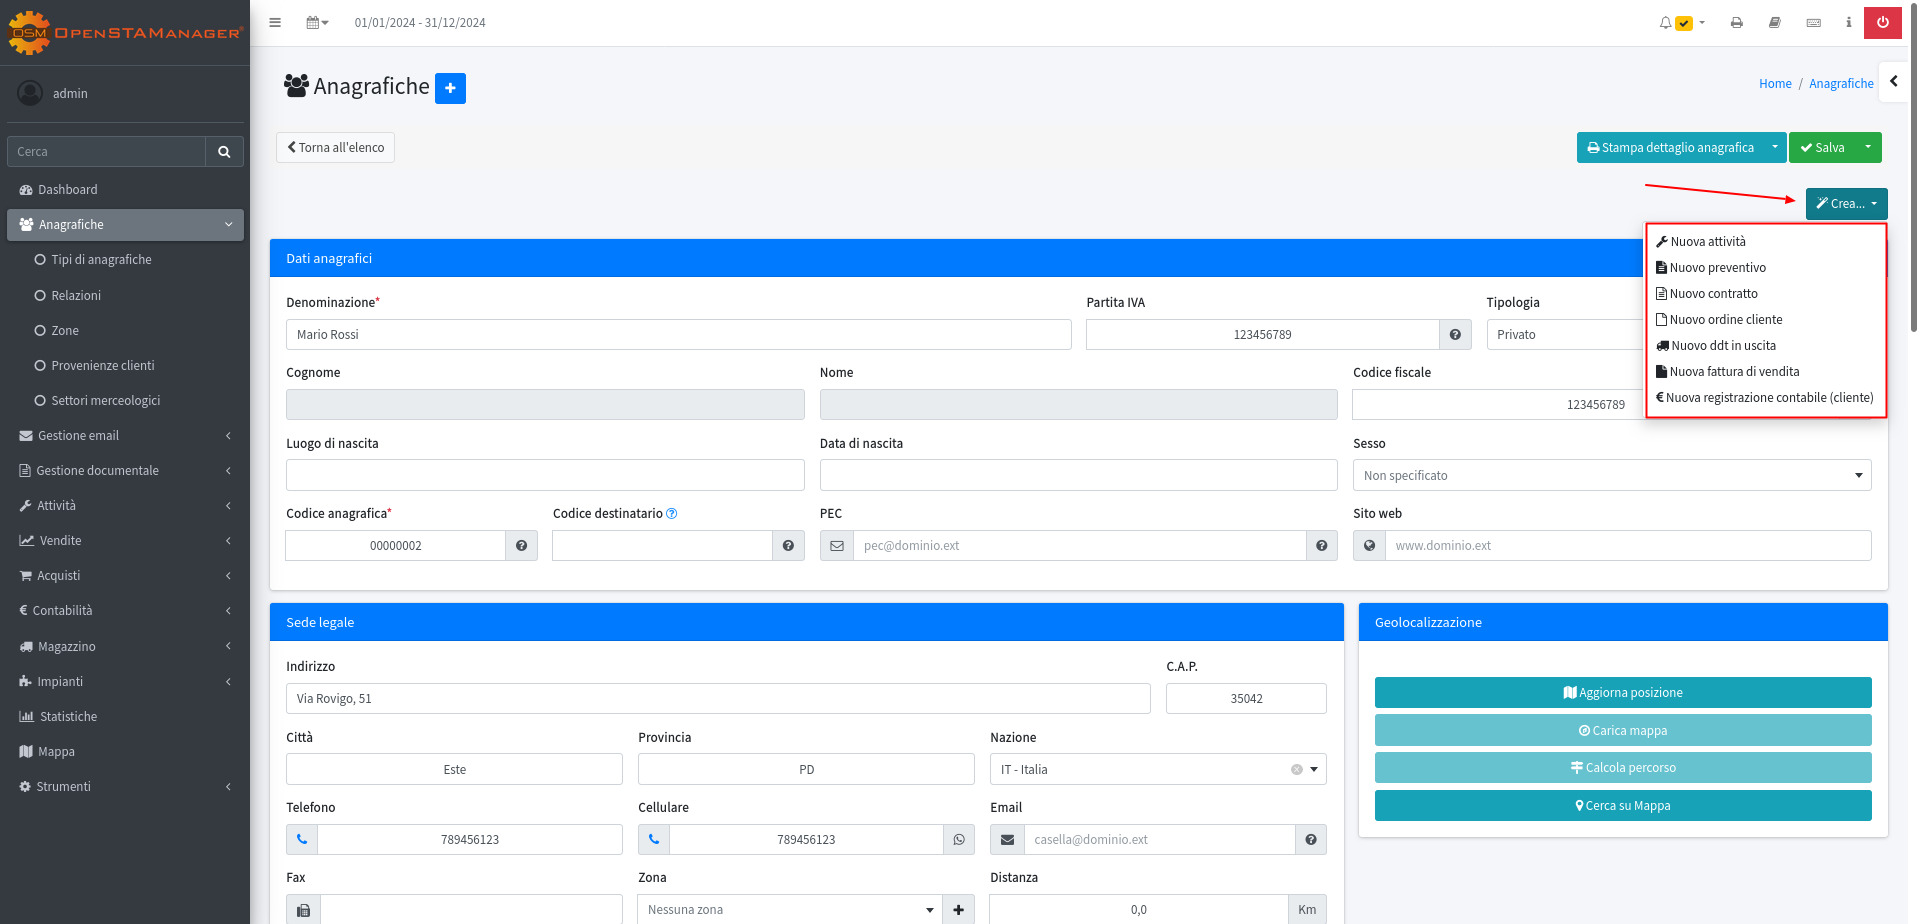 OSM OpenSTAManager®
01/01/2024 - 31/12/2024
admin
Cerca
Dashboard
Anagrafiche
Tipi di anagrafiche
Relazioni
Zone
Provenienze clienti
Settori merceologici
Gestione email
Gestione documentale
Attività
Vendite
Acquisti
Contabilità
Magazzino
Impianti
Statistiche
Mappa
Strumenti
Anagrafiche
Home / Anagrafiche
Torna all'elenco
Stampa dettaglio anagrafica
Salva
Crea...
Nuova attività
Nuovo preventivo
Nuovo contratto
Nuovo ordine cliente
Nuovo ddt in uscita
Nuova fattura di vendita
Nuova registrazione contabile (cliente)
Dati anagrafici
Denominazione* Partita IVA Tipologia
Mario Rossi 123456789 Privato
Cognome Nome Codice fiscale
123456789
Luogo di nascita Data di nascita Sesso
Non specificato
Codice anagrafica* Codice destinatario PEC Sito web
00000002 pec@dominio.ext www.dominio.ext
Sede legale
Indirizzo C.A.P.
Via Rovigo, 51 35042
Città Provincia Nazione
Este PD IT - Italia
Telefono Cellulare Email
789456123 789456123 casella@dominio.ext
Fax Zona Distanza
Nessuna zona 0,0 Km
Geolocalizzazione
Aggiorna posizione
Carica mappa
Calcola percorso
Cerca su Mappa